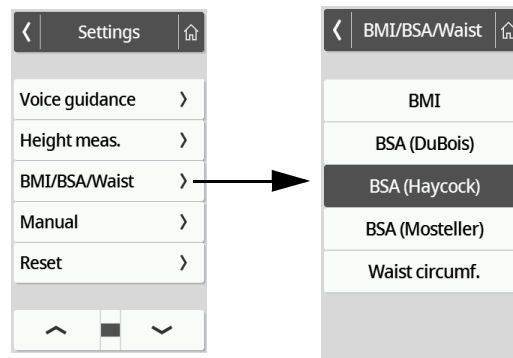 Settings
Voice guidance
Height meas.
BMI/BSA/Waist
Manual
Reset
BMI/BSA/Waist
BMI
BSA (DuBois)
BSA (Haycock)
BSA (Mosteller)
Waist circumf.